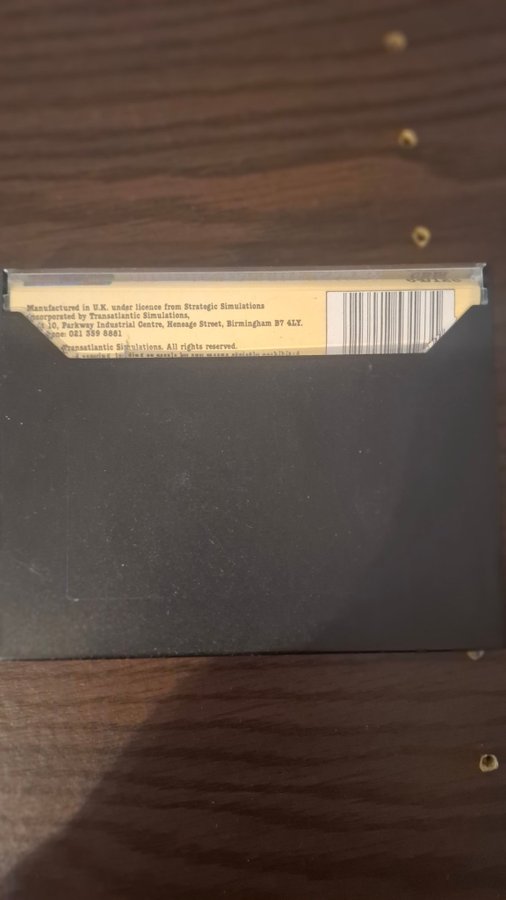 Manufactured in U.K. under licence from Strategic Simulations
Incorporated by Transatlantic Simulations,
10, Parkway Industrial Centre, Heneage Street, Birmingham B7 4LY.
021 359 8881
Transatlantic Simulations. All rights reserved.